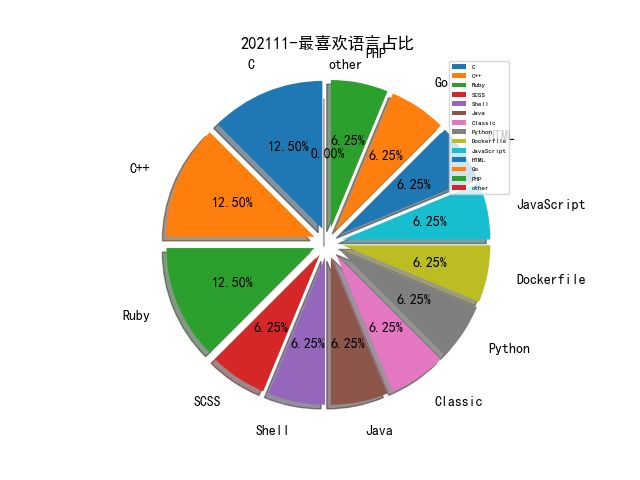 202111-最喜欢语言占比
PHP
C
other
Go
HTML
C++
JavaScript
Ruby
Dockerfile
Python
SCSS
Classic
Shell
Java
12.50%
0.00%
6.25%
6.25%
6.25%
12.50%
6.25%
12.50%
6.25%
6.25%
6.25%
6.25%
6.25%
6.25%
C
C++
Ruby
SCSS
Shell
Java
Classic
Python
Dockerfile
JavaScript
HTML
Go
PHP
other